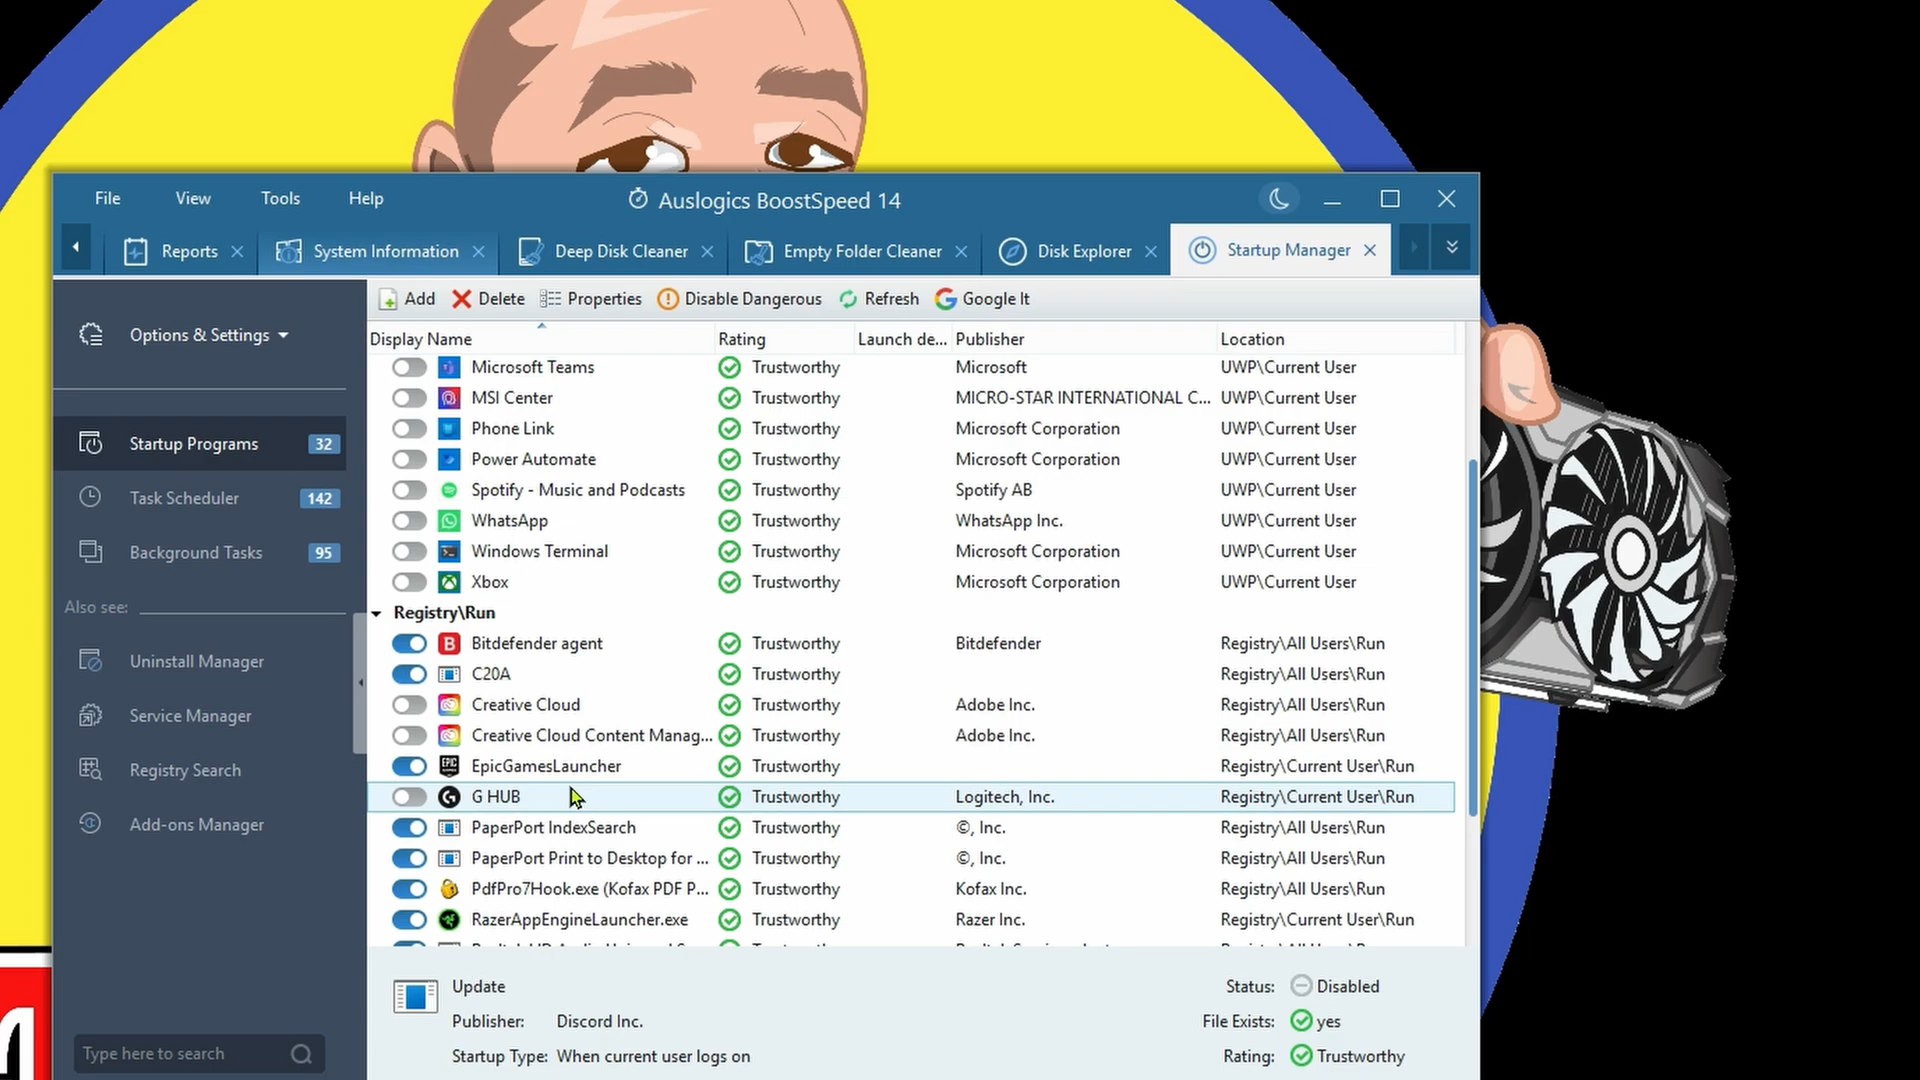 File View Tools Help Auslogics BoostSpeed 14
Reports System Information Deep Disk Cleaner Empty Folder Cleaner Disk Explorer Startup Manager
Options & Settings
Startup Programs 32
Task Scheduler 142
Background Tasks 95
Also see:
Uninstall Manager
Service Manager
Registry Search
Add-ons Manager
Type here to search
Add Delete Properties Disable Dangerous Refresh Google It
Display Name Rating Launch de... Publisher Location
Microsoft Teams Trustworthy Microsoft UWP\Current User
MSI Center Trustworthy MICRO-STAR INTERNATIONAL C... UWP\Current User
Phone Link Trustworthy Microsoft Corporation UWP\Current User
Power Automate Trustworthy Microsoft Corporation UWP\Current User
Spotify - Music and Podcasts Trustworthy Spotify AB UWP\Current User
WhatsApp Trustworthy WhatsApp Inc. UWP\Current User
Windows Terminal Trustworthy Microsoft Corporation UWP\Current User
Xbox Trustworthy Microsoft Corporation UWP\Current User
Registry\Run
Bitdefender agent Trustworthy Bitdefender Registry\All Users\Run
C20A Trustworthy Registry\All Users\Run
Creative Cloud Trustworthy Adobe Inc. Registry\All Users\Run
Creative Cloud Content Manag... Trustworthy Adobe Inc. Registry\All Users\Run
EpicGamesLauncher Trustworthy Registry\Current User\Run
G HUB Trustworthy Logitech, Inc. Registry\Current User\Run
PaperPort IndexSearch Trustworthy ©, Inc. Registry\All Users\Run
PaperPort Print to Desktop for ... Trustworthy ©, Inc. Registry\All Users\Run
PdfPro7Hook.exe (Kofax PDF P... Trustworthy Kofax Inc. Registry\All Users\Run
RazerAppEngineLauncher.exe Trustworthy Razer Inc. Registry\Current User\Run
Update Status: Disabled
Publisher: Discord Inc. File Exists: yes
Startup Type: When current user logs on Rating: Trustworthy